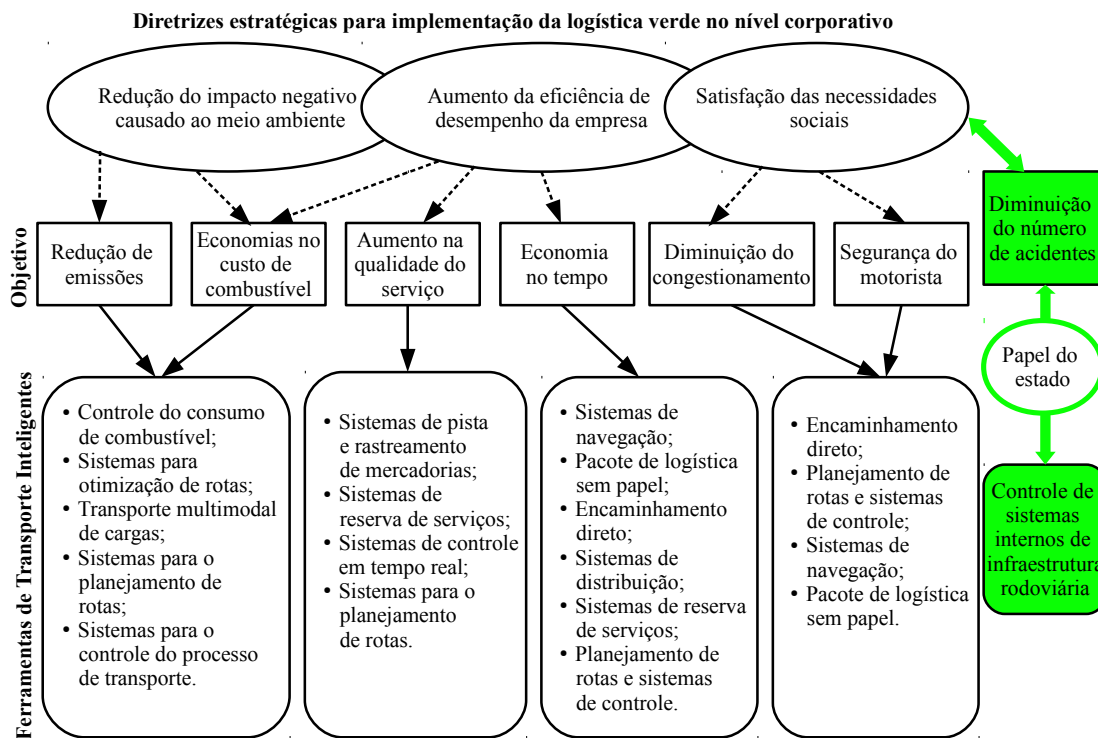 Diretrizes estratégicas para implementação da logística verde no nível corporativo
Redução do impacto negativo
causado ao meio ambiente
Aumento da eficiência de
desempenho da empresa
Satisfação das necessidades
sociais
Objetivo
Redução de
emissões
Economias no
custo de
combustível
Aumento na
qualidade do
serviço
Economia
no tempo
Diminuição do
congestionamento
Segurança do
motorista
Diminuição
do número
de acidentes
Papel do
estado
Ferramentas de Transporte Inteligentes
• Controle do consumo
de combustível;
• Sistemas para
otimização de rotas;
• Transporte multimodal
de cargas;
• Sistemas para o
planejamento de
rotas;
• Sistemas para o
controle do processo
de transporte.
• Sistemas de pista
e rastreamento
de mercadorias;
• Sistemas de
reserva de serviços;
• Sistemas de controle
em tempo real;
• Sistemas para o
planejamento
de rotas.
• Sistemas de
navegação;
• Pacote de logística
sem papel;
• Encaminhamento
direto;
• Sistemas de
distribuição;
• Sistemas de reserva
de serviços;
• Planejamento de
rotas e sistemas
de controle.
• Encaminhamento
direto;
• Planejamento de
rotas e sistemas
de controle;
• Sistemas de
navegação;
• Pacote de logística
sem papel.
Controle de
sistemas
internos de
infraestrutura
rodoviária